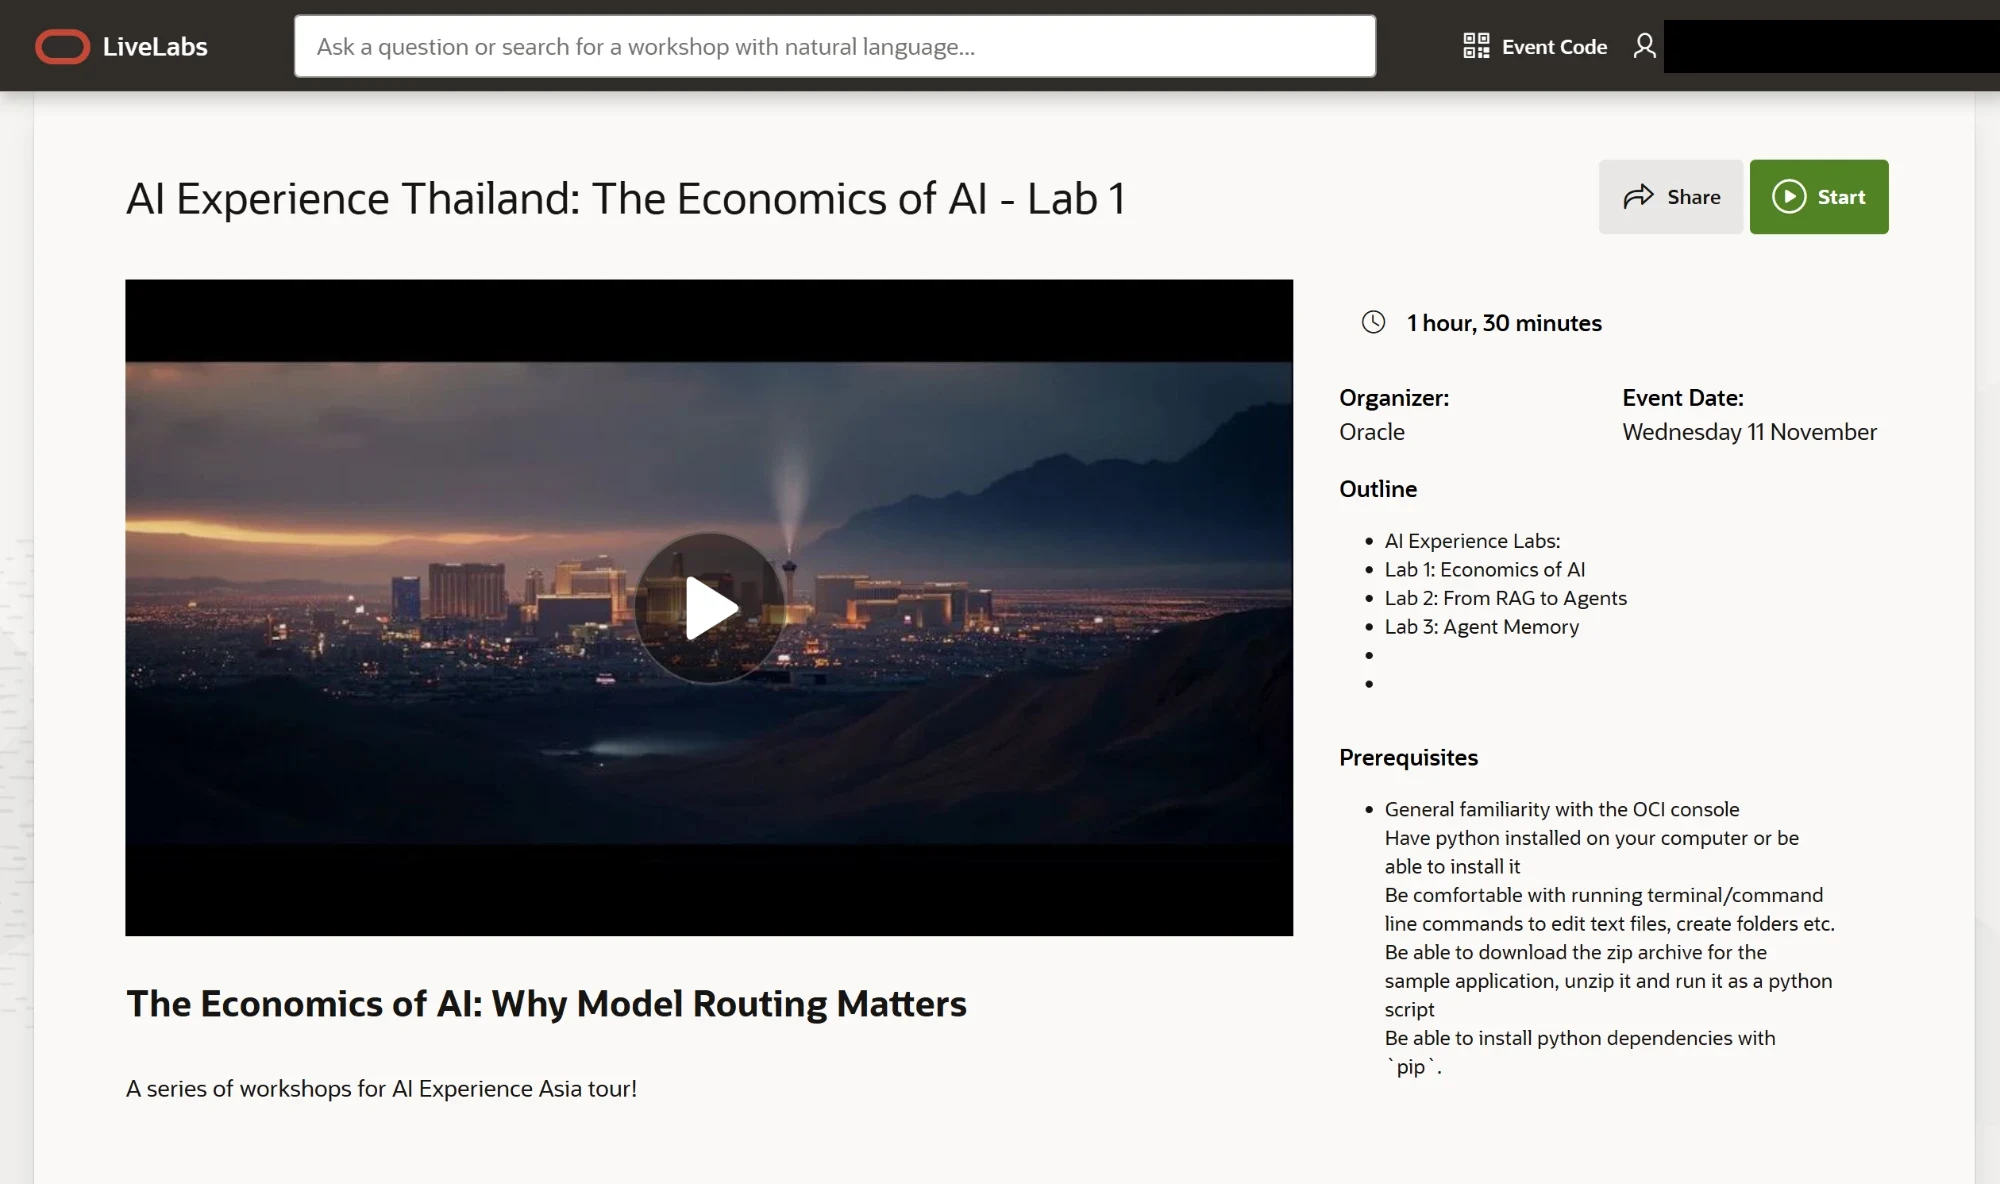 LiveLabs
Ask a question or search for a workshop with natural language...
Event Code
AI Experience Thailand: The Economics of AI - Lab 1
Share
Start
1 hour, 30 minutes
Organizer:
Oracle
Event Date:
Wednesday 11 November
Outline
• AI Experience Labs:
• Lab 1: Economics of AI
• Lab 2: From RAG to Agents
• Lab 3: Agent Memory
•
•
Prerequisites
• General familiarity with the OCI console
Have python installed on your computer or be
able to install it
Be comfortable with running terminal/command
line commands to edit text files, create folders etc.
Be able to download the zip archive for the
sample application, unzip it and run it as a python
script
Be able to install python dependencies with
`pip`.
The Economics of AI: Why Model Routing Matters
A series of workshops for AI Experience Asia tour!